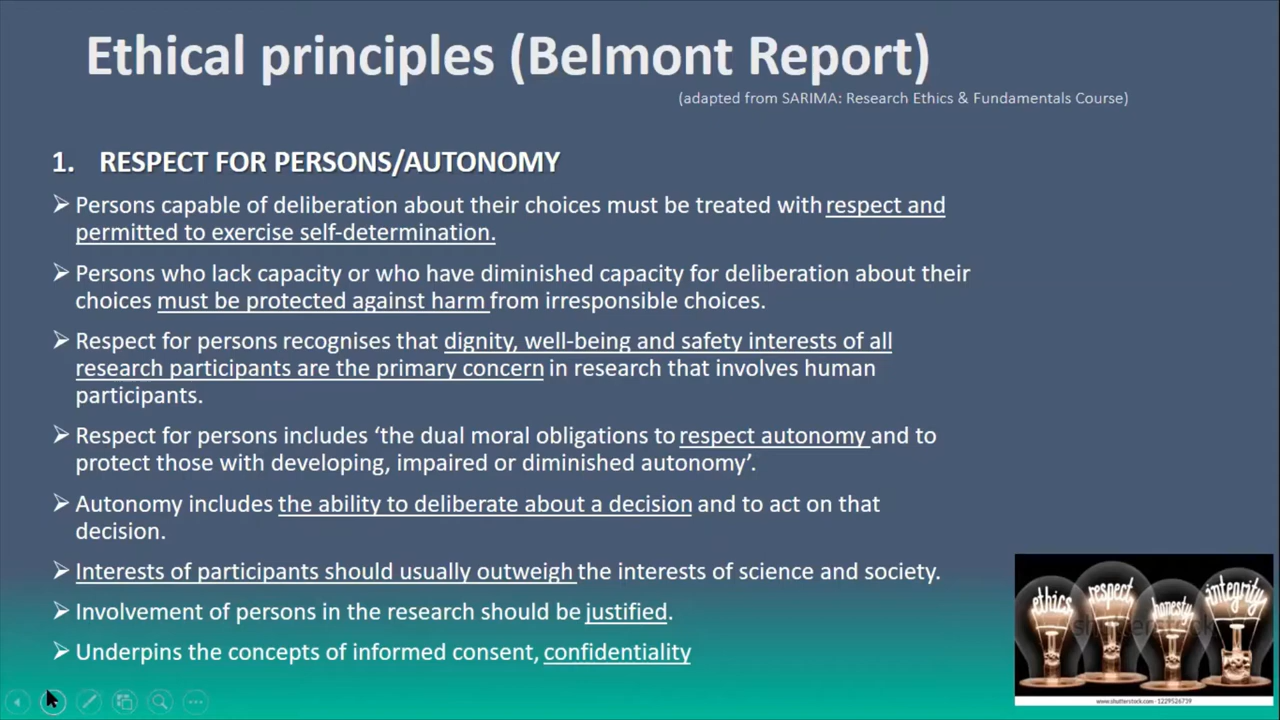 Ethical principles (Belmont Report)
(adapted from SARIMA: Research Ethics & Fundamentals Course)
1. RESPECT FOR PERSONS/AUTONOMY
Persons capable of deliberation about their choices must be treated with respect and
permitted to exercise self-determination.
Persons who lack capacity or who have diminished capacity for deliberation about their
choices must be protected against harm from irresponsible choices.
Respect for persons recognises that dignity, well-being and safety interests of all
research participants are the primary concern in research that involves human
participants.
Respect for persons includes ‘the dual moral obligations to respect autonomy and to
protect those with developing, impaired or diminished autonomy’.
Autonomy includes the ability to deliberate about a decision and to act on that
decision.
Interests of participants should usually outweigh the interests of science and society.
Involvement of persons in the research should be justified.
Underpins the concepts of informed consent, confidentiality
ethics respect honesty integrity
shutterstock
www.shutterstock.com · 1229526739